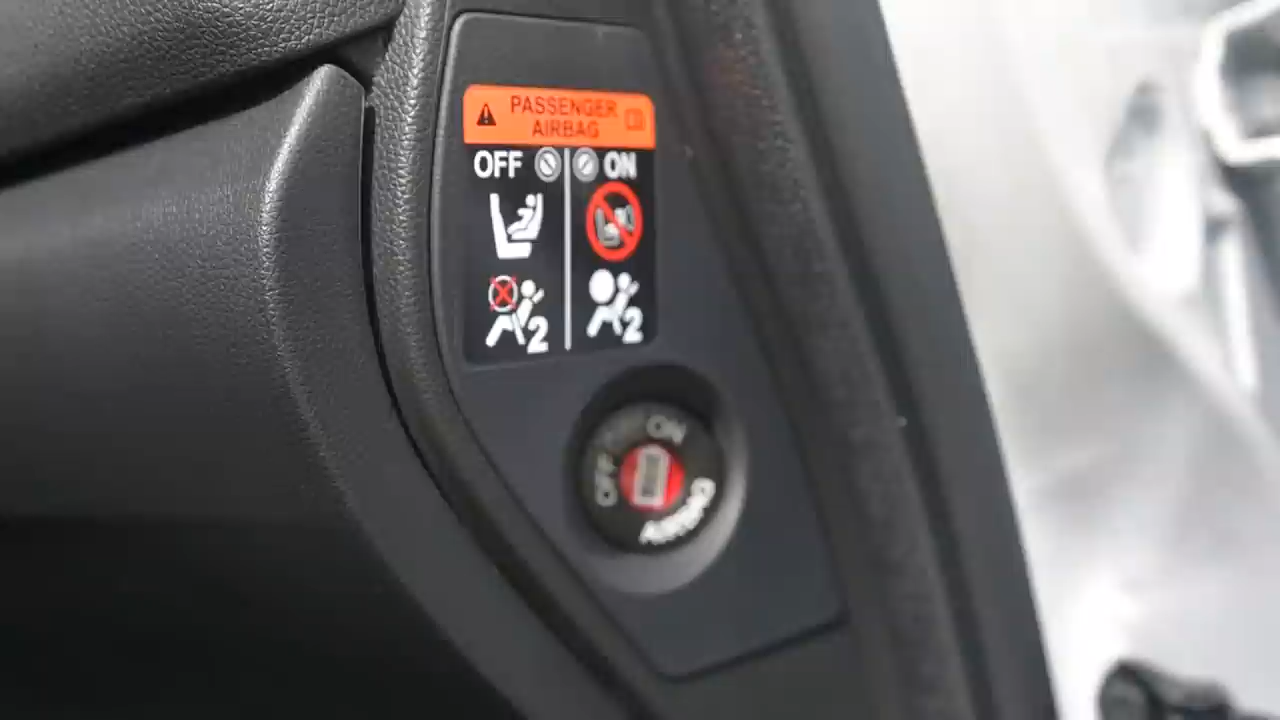 PASSENGER
AIRBAG
OFF ON
2 2
ON
OFF
AIRBAG